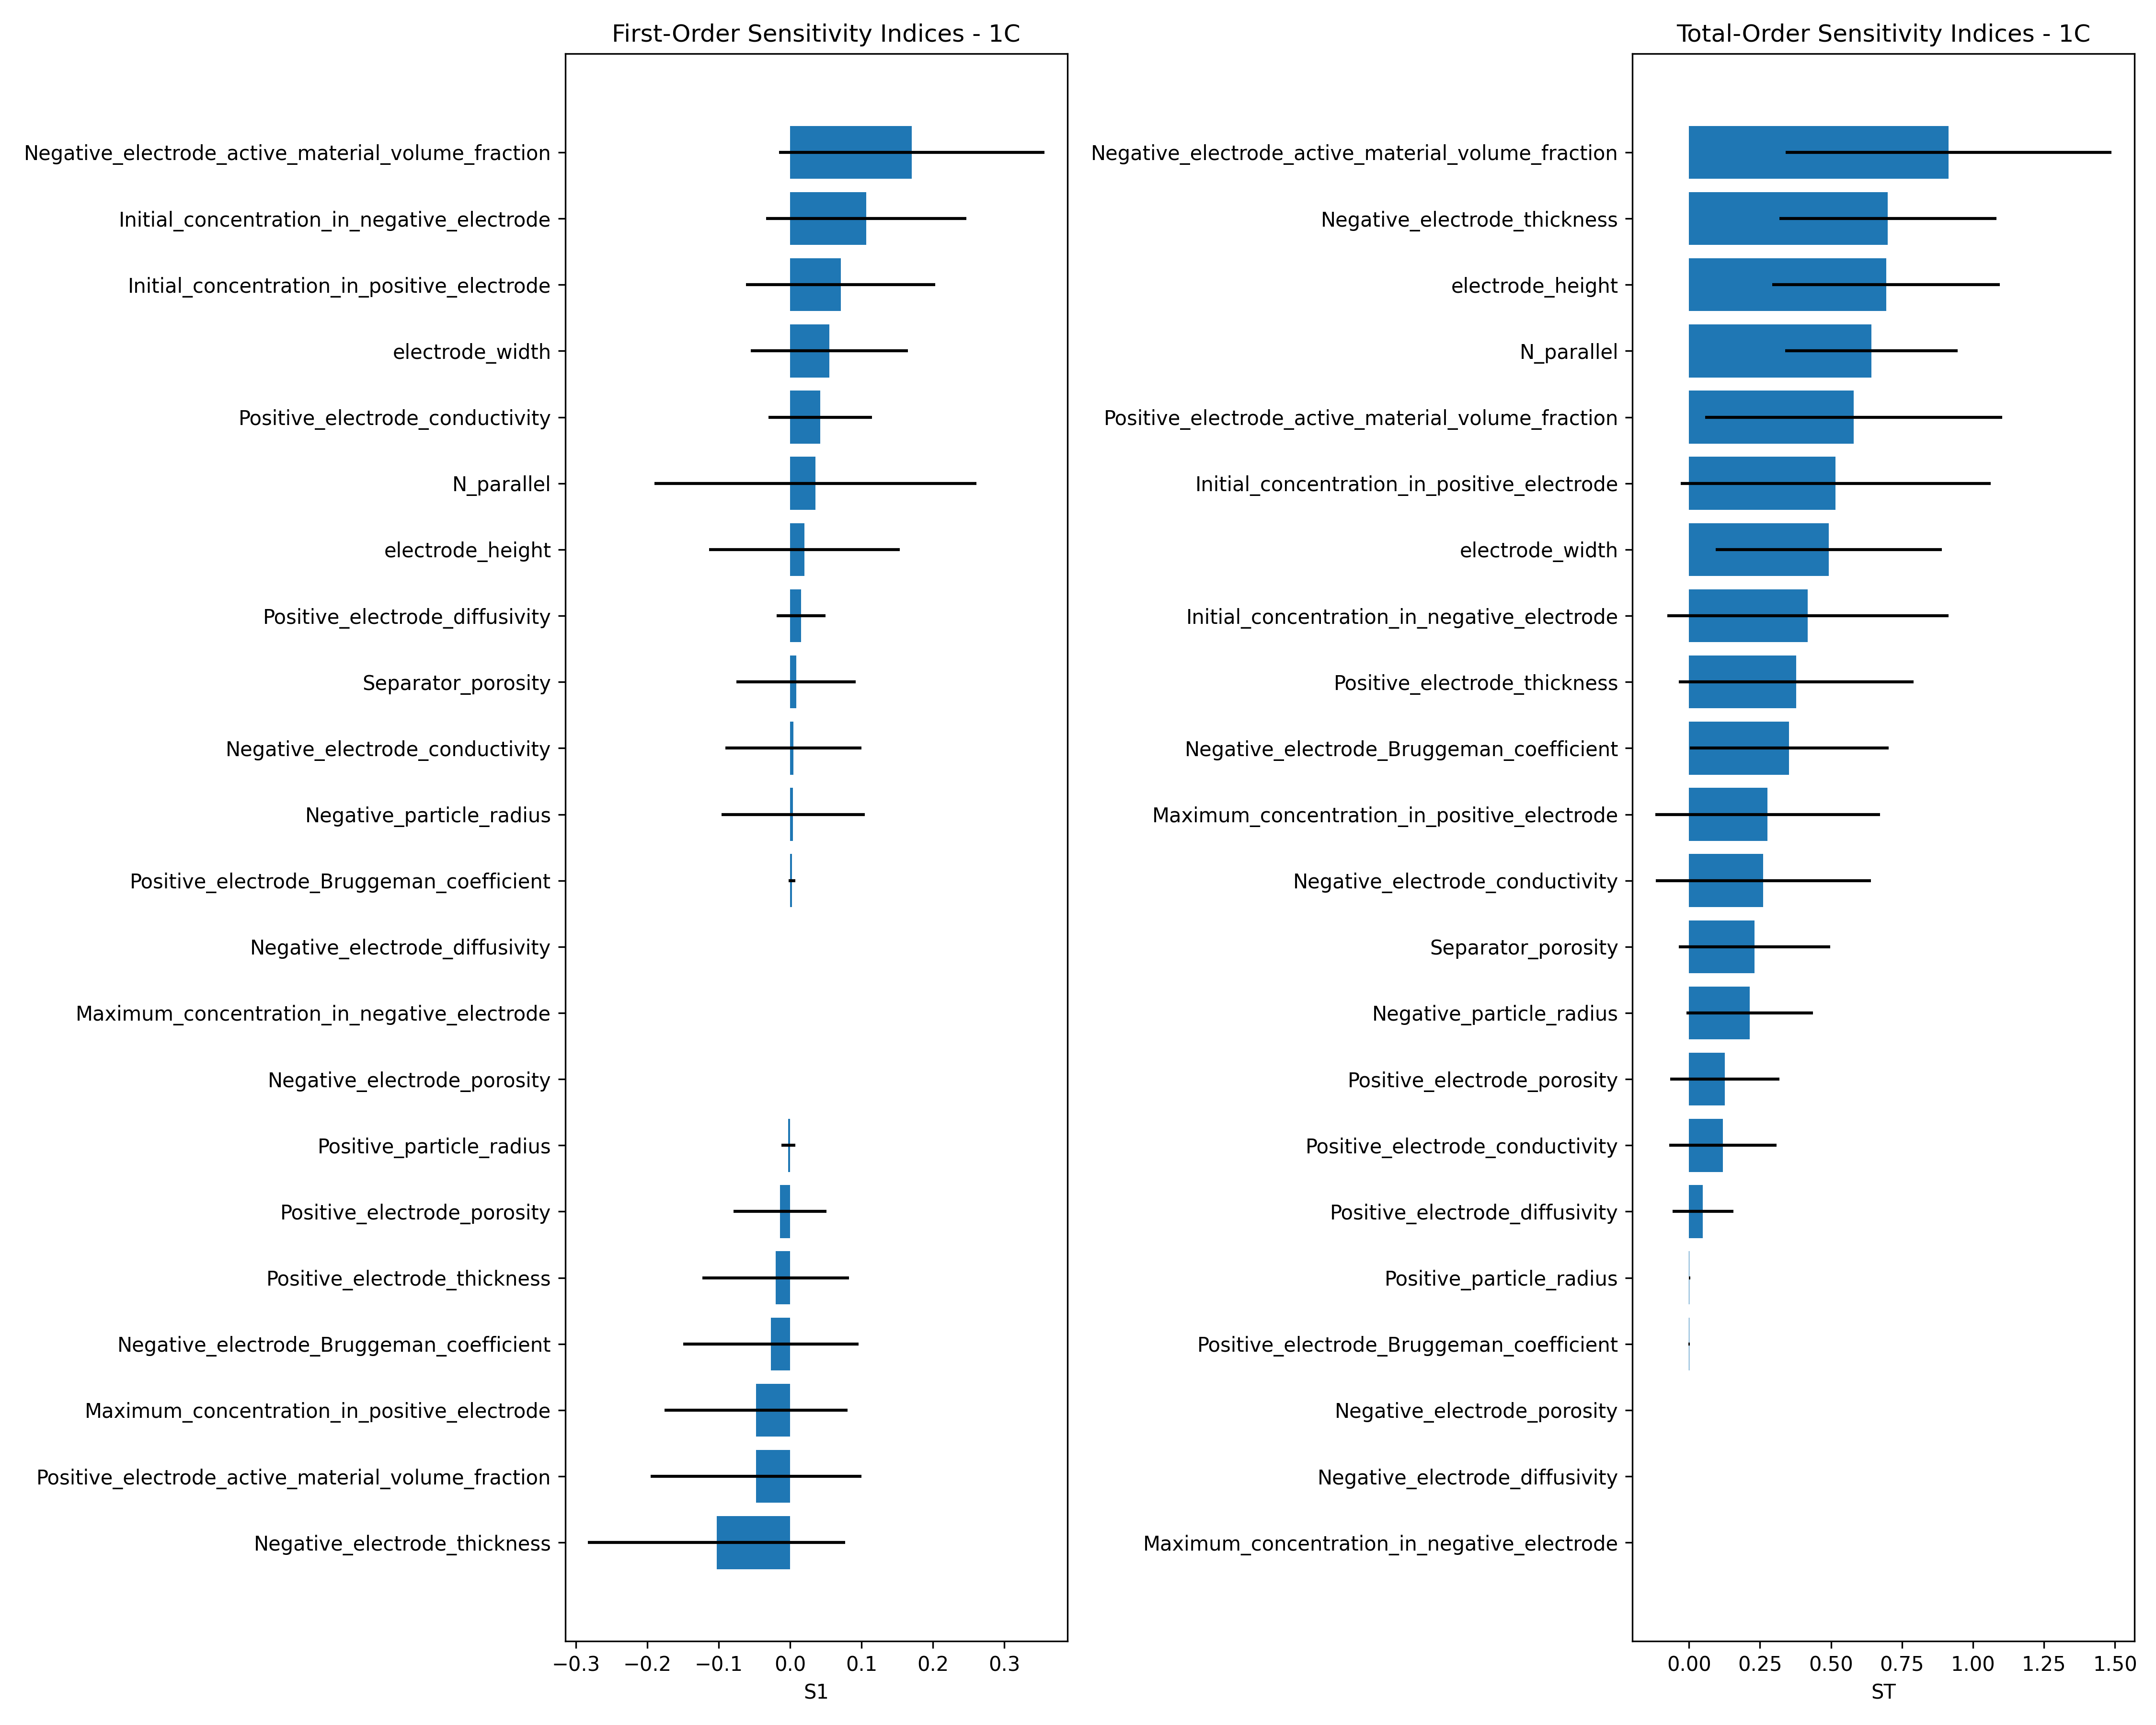 First-Order Sensitivity Indices - 1C
Negative_electrode_active_material_volume_fraction
Initial_concentration_in_negative_electrode
Initial_concentration_in_positive_electrode
electrode_width
Positive_electrode_conductivity
N_parallel
electrode_height
Positive_electrode_diffusivity
Separator_porosity
Negative_electrode_conductivity
Negative_particle_radius
Positive_electrode_Bruggeman_coefficient
Negative_electrode_diffusivity
Maximum_concentration_in_negative_electrode
Negative_electrode_porosity
Positive_particle_radius
Positive_electrode_porosity
Positive_electrode_thickness
Negative_electrode_Bruggeman_coefficient
Maximum_concentration_in_positive_electrode
Positive_electrode_active_material_volume_fraction
Negative_electrode_thickness
−0.3 −0.2 −0.1 0.0 0.1 0.2 0.3
S1
Total-Order Sensitivity Indices - 1C
Negative_electrode_active_material_volume_fraction
Negative_electrode_thickness
electrode_height
N_parallel
Positive_electrode_active_material_volume_fraction
Initial_concentration_in_positive_electrode
electrode_width
Initial_concentration_in_negative_electrode
Positive_electrode_thickness
Negative_electrode_Bruggeman_coefficient
Maximum_concentration_in_positive_electrode
Negative_electrode_conductivity
Separator_porosity
Negative_particle_radius
Positive_electrode_porosity
Positive_electrode_conductivity
Positive_electrode_diffusivity
Positive_particle_radius
Positive_electrode_Bruggeman_coefficient
Negative_electrode_porosity
Negative_electrode_diffusivity
Maximum_concentration_in_negative_electrode
0.00 0.25 0.50 0.75 1.00 1.25 1.50
ST